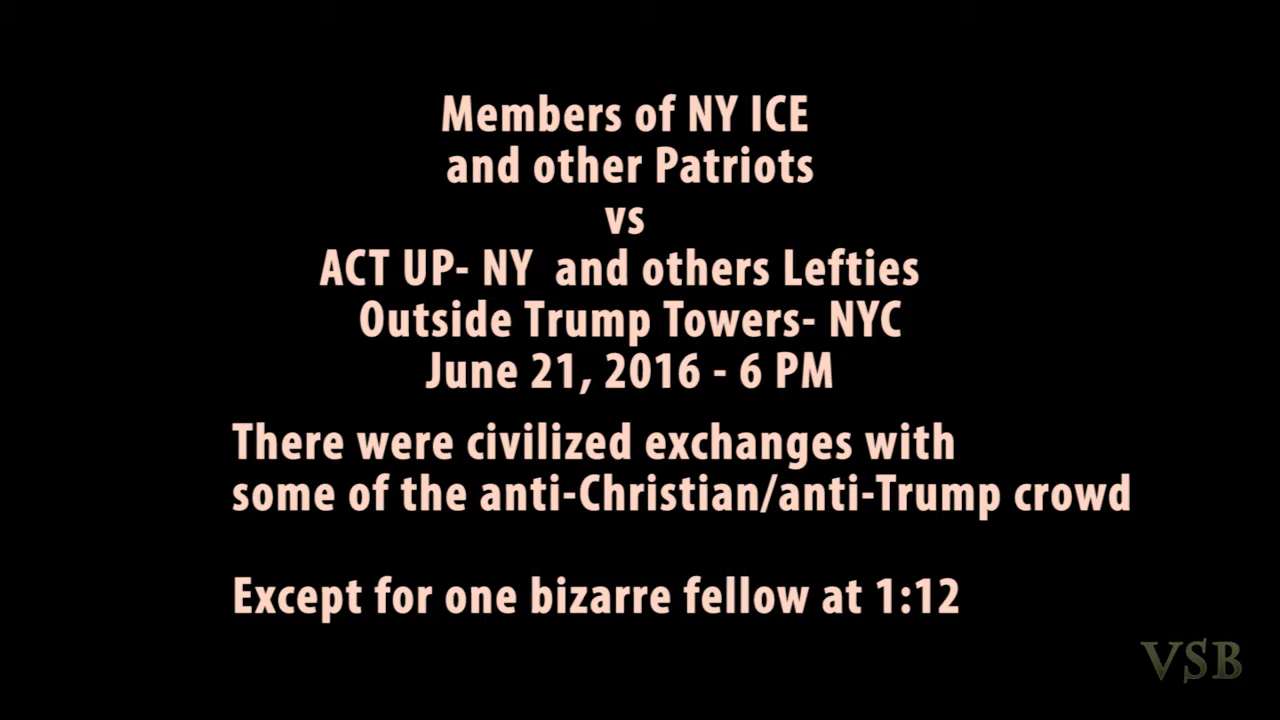 Members of NY ICE
and other Patriots
vs
ACT UP- NY and others Lefties
Outside Trump Towers- NYC
June 21, 2016 - 6 PM
There were civilized exchanges with
some of the anti-Christian/anti-Trump crowd
Except for one bizarre fellow at 1:12
VSB